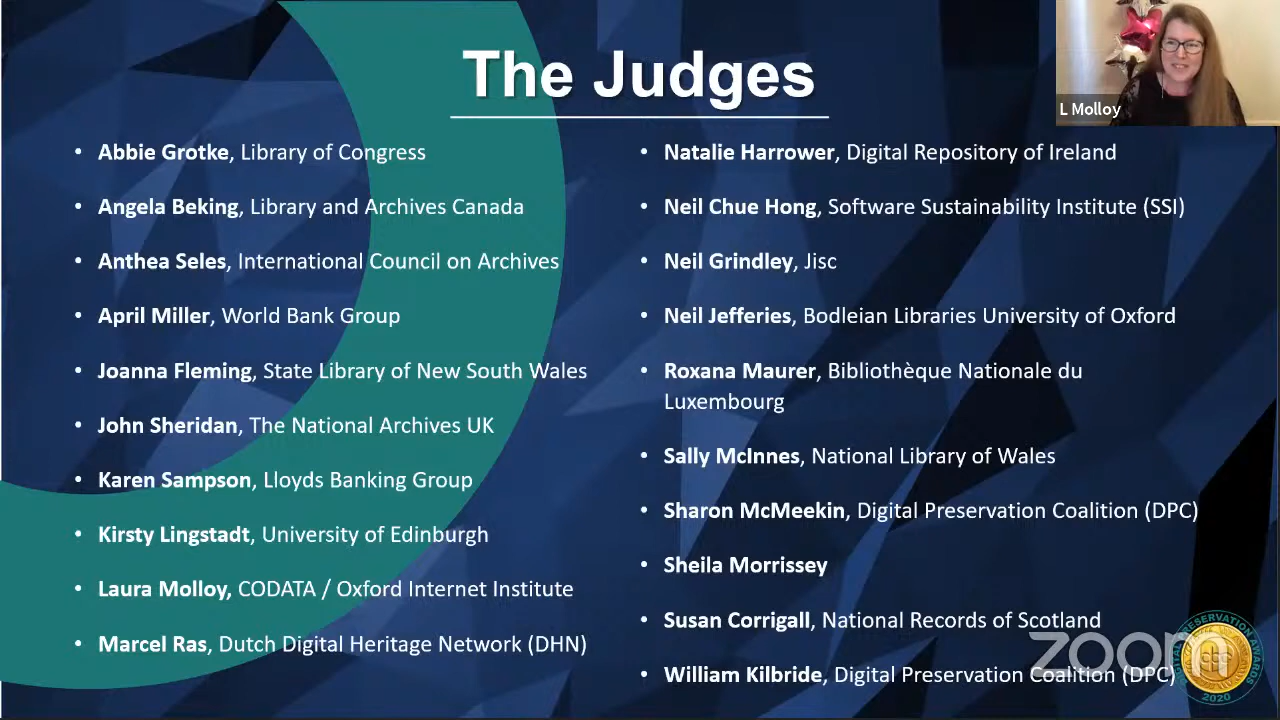 The Judges
L Molloy
• Abbie Grotke, Library of Congress
• Angela Beking, Library and Archives Canada
• Anthea Seles, International Council on Archives
• April Miller, World Bank Group
• Joanna Fleming, State Library of New South Wales
• John Sheridan, The National Archives UK
• Karen Sampson, Lloyds Banking Group
• Kirsty Lingstadt, University of Edinburgh
• Laura Molloy, CODATA / Oxford Internet Institute
• Marcel Ras, Dutch Digital Heritage Network (DHN)
• Natalie Harrower, Digital Repository of Ireland
• Neil Chue Hong, Software Sustainability Institute (SSI)
• Neil Grindley, Jisc
• Neil Jefferies, Bodleian Libraries University of Oxford
• Roxana Maurer, Bibliothèque Nationale du
Luxembourg
• Sally McInnes, National Library of Wales
• Sharon McMeekin, Digital Preservation Coalition (DPC)
• Sheila Morrissey
• Susan Corrigall, National Records of Scotland
• William Kilbride, Digital Preservation Coalition (DPC)
zoom
PRESERVATION AWARDS
2020